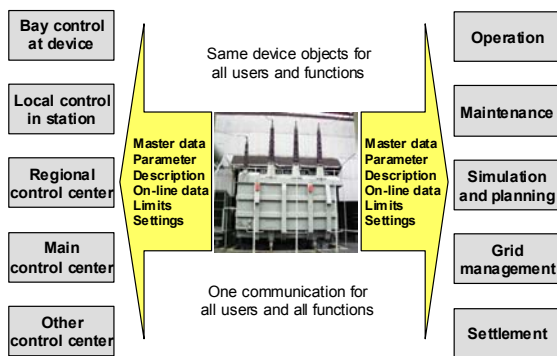 Bay control
at device
Local control
in station
Regional
control center
Main
control center
Other
control center
Same device objects for
all users and functions
Master data
Parameter
Description
On-line data
Limits
Settings
Master data
Parameter
Description
On-line data
Limits
Settings
One communication for
all users and all functions
Operation
Maintenance
Simulation
and planning
Grid
management
Settlement